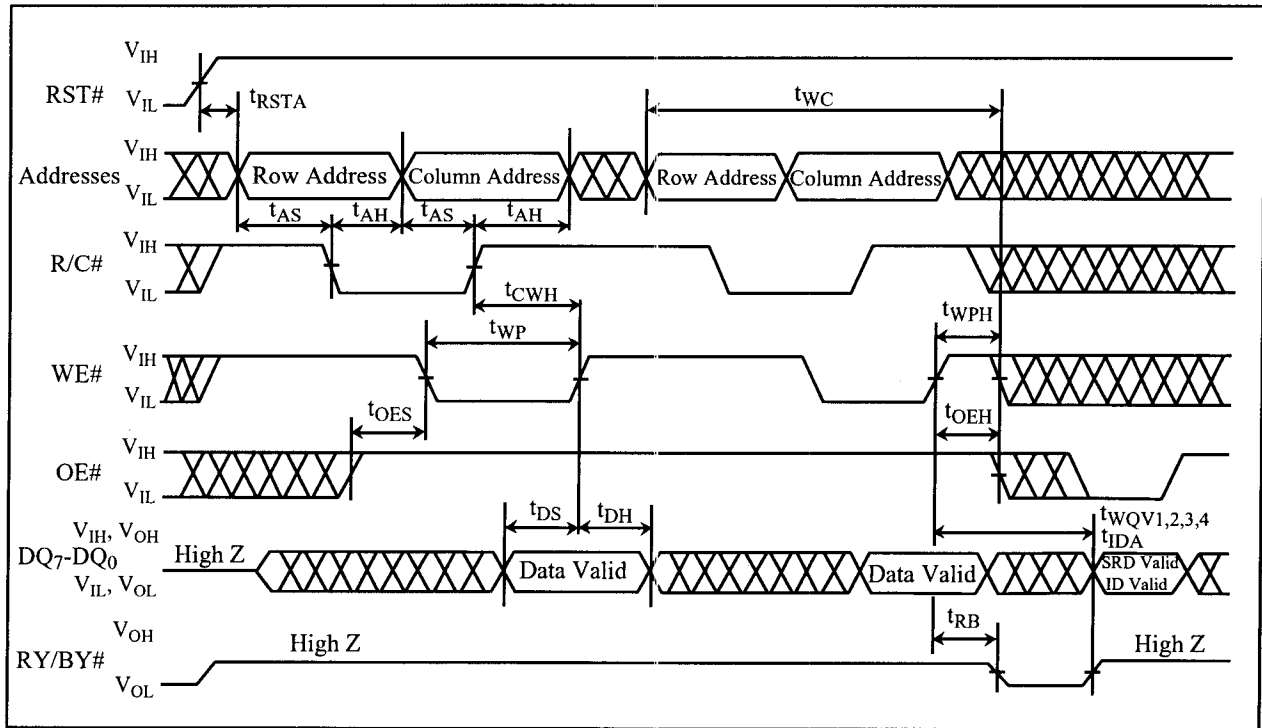 V_IH
RST#
V_IL
t_RSTA
t_WC
V_IH
Addresses
V_IL
Row Address
Column Address
Row Address
Column Address
t_AS
t_AH
t_AS
t_AH
V_IH
R/C#
V_IL
t_CWH
t_WPH
t_WP
V_IH
WE#
V_IL
t_OES
t_OEH
V_IH
OE#
V_IL
t_DS
t_DH
t_WQV1,2,3,4
t_IDA
V_IH, V_OH
DQ7-DQ0
V_IL, V_OL
High Z
Data Valid
Data Valid
SRD Valid
ID Valid
t_RB
V_OH
RY/BY#
V_OL
High Z
High Z